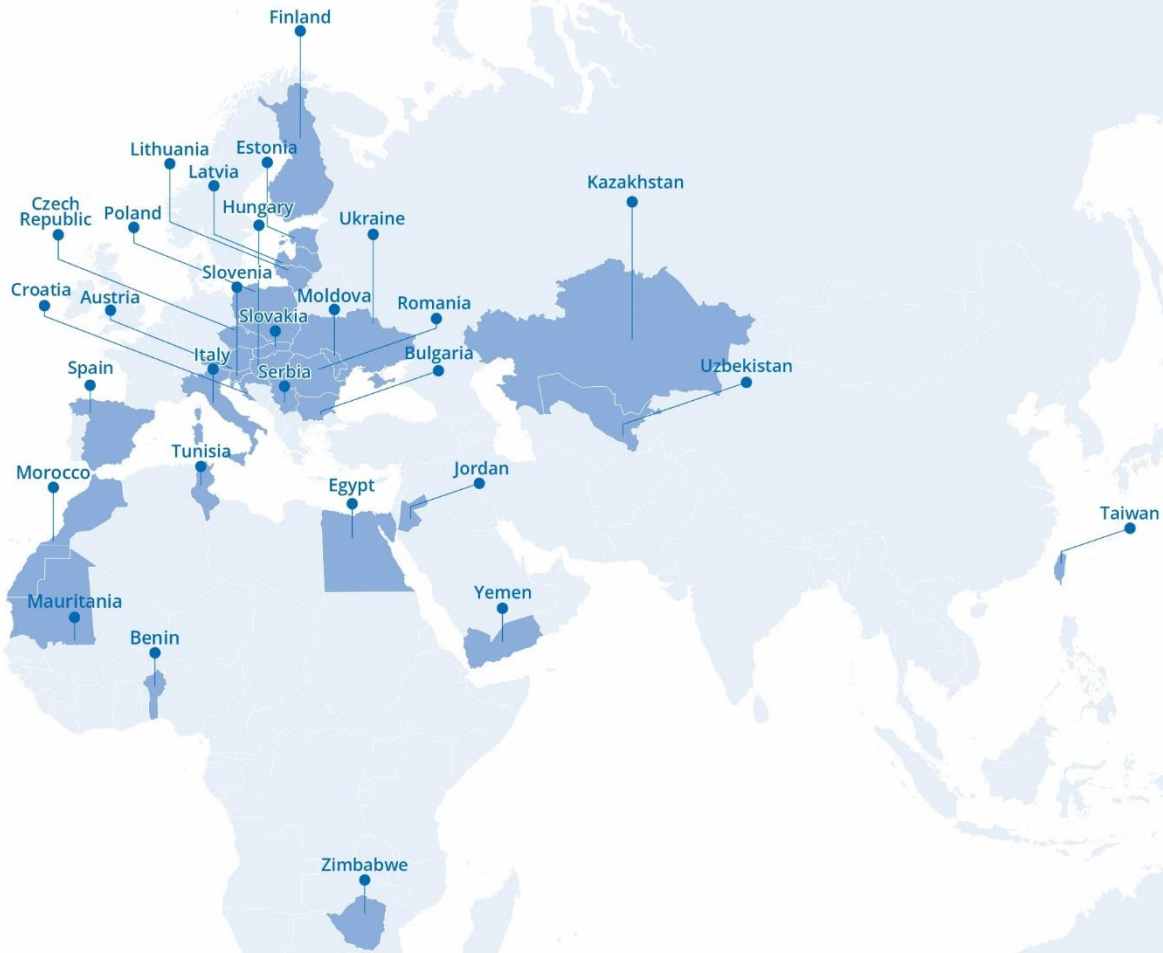 Finland
Lithuania
Estonia
Latvia
Kazakhstan
Czech
Republic
Poland
Hungary
Ukraine
Slovenia
Croatia
Austria
Moldova
Romania
Slovakia
Italy
Bulgaria
Spain
Serbia
Uzbekistan
Tunisia
Morocco
Jordan
Egypt
Taiwan
Mauritania
Yemen
Benin
Zimbabwe